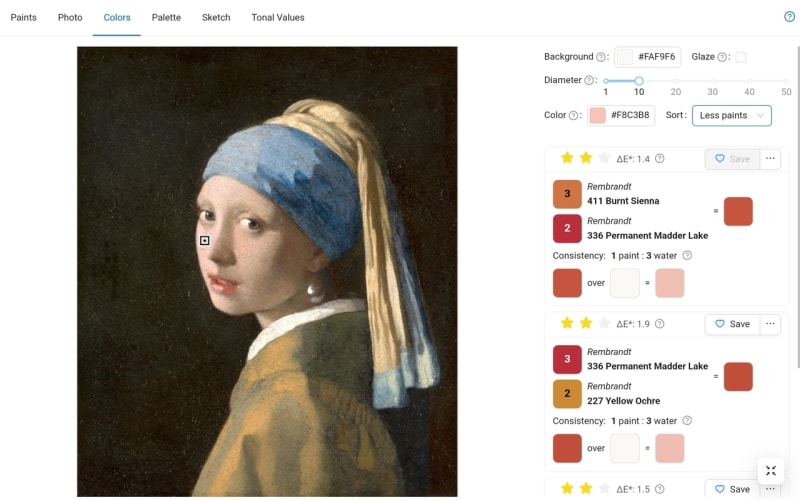 Paints Photo Colors Palette Sketch Tonal Values
Background : #FAF9F6 Glaze :
Diameter :
1 10 20 30 40 50
Color : #F8C3B8 Sort: Less paints
ΔE*: 1.4 Save
3 Rembrandt
411 Burnt Sienna
=
2 Rembrandt
336 Permanent Madder Lake
Consistency: 1 paint : 3 water
over =
ΔE*: 1.9 Save
3 Rembrandt
336 Permanent Madder Lake
=
2 Rembrandt
227 Yellow Ochre
Consistency: 1 paint : 3 water
over =
ΔE*: 1.5 Save